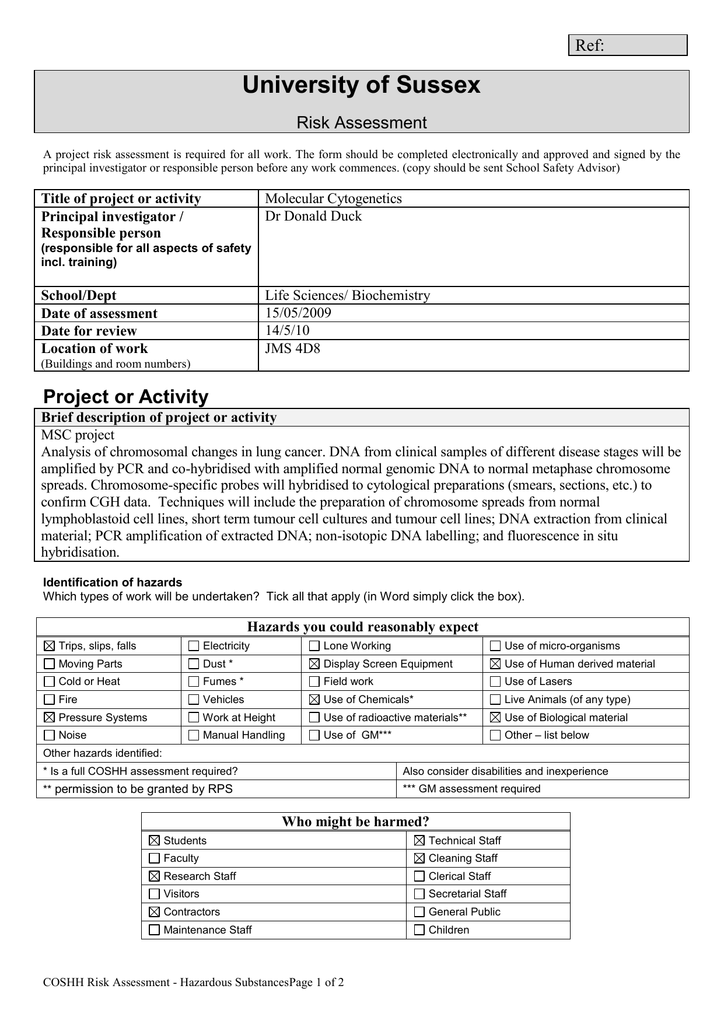 Ref:
University of Sussex
Risk Assessment
A project risk assessment is required for all work. The form should be completed electronically and approved and signed by the
principal investigator or responsible person before any work commences. (copy should be sent School Safety Advisor)
Title of project or activity Molecular Cytogenetics
Principal investigator / Dr Donald Duck
Responsible person
(responsible for all aspects of safety
incl. training)
School/Dept Life Sciences/ Biochemistry
Date of assessment 15/05/2009
Date for review 14/5/10
Location of work JMS 4D8
(Buildings and room numbers)
Project or Activity
Brief description of project or activity
MSC project
Analysis of chromosomal changes in lung cancer. DNA from clinical samples of different disease stages will be
amplified by PCR and co-hybridised with amplified normal genomic DNA to normal metaphase chromosome
spreads. Chromosome-specific probes will hybridised to cytological preparations (smears, sections, etc.) to
confirm CGH data. Techniques will include the preparation of chromosome spreads from normal
lymphoblastoid cell lines, short term tumour cell cultures and tumour cell lines; DNA extraction from clinical
material; PCR amplification of extracted DNA; non-isotopic DNA labelling; and fluorescence in situ
hybridisation.
Identification of hazards
Which types of work will be undertaken? Tick all that apply (in Word simply click the box).
Hazards you could reasonably expect
☒ Trips, slips, falls ☐ Electricity ☐ Lone Working ☐ Use of micro-organisms
☐ Moving Parts ☐ Dust * ☒ Display Screen Equipment ☒ Use of Human derived material
☐ Cold or Heat ☐ Fumes * ☐ Field work ☐ Use of Lasers
☐ Fire ☐ Vehicles ☒ Use of Chemicals* ☐ Live Animals (of any type)
☒ Pressure Systems ☐ Work at Height ☐ Use of radioactive materials** ☒ Use of Biological material
☐ Noise ☐ Manual Handling ☐ Use of GM*** ☐ Other – list below
Other hazards identified:
* Is a full COSHH assessment required? Also consider disabilities and inexperience
** permission to be granted by RPS *** GM assessment required
Who might be harmed?
☒ Students ☒ Technical Staff
☐ Faculty ☒ Cleaning Staff
☒ Research Staff ☐ Clerical Staff
☐ Visitors ☐ Secretarial Staff
☒ Contractors ☐ General Public
☐ Maintenance Staff ☐ Children
COSHH Risk Assessment - Hazardous SubstancesPage 1 of 2